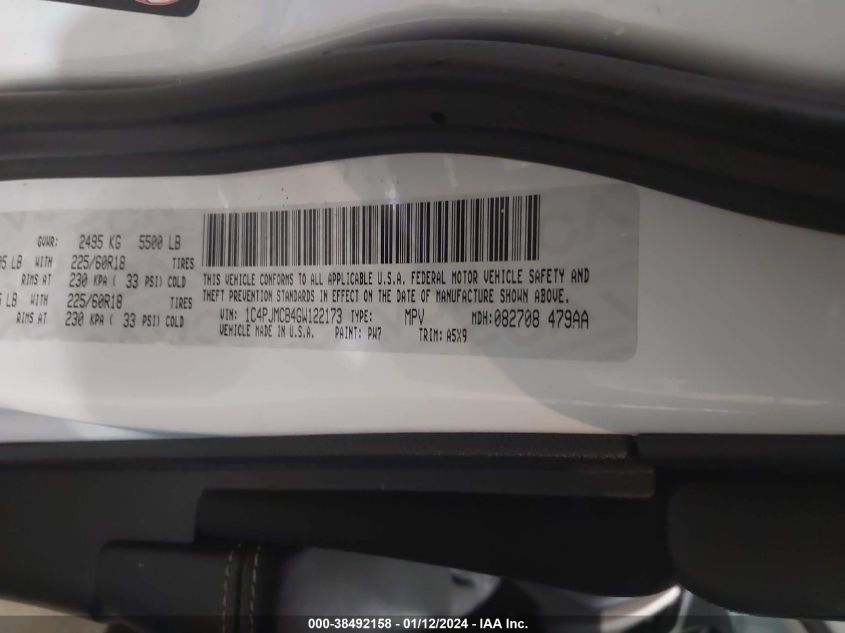 GVWR: 2495 KG 5500 LB
LB WITH 225/60R18 TIRES
RIMS AT 230 KPA ( 33 PSI) COLD
LB WITH 225/60R18 TIRES
RIMS AT 230 KPA ( 33 PSI) COLD
THIS VEHICLE CONFORMS TO ALL APPLICABLE U.S.A. FEDERAL MOTOR VEHICLE SAFETY AND
THEFT PREVENTION STANDARDS IN EFFECT ON THE DATE OF MANUFACTURE SHOWN ABOVE.
VIN: 1C4PJMCB4GW122173 TYPE: MPV MDH:082708 479AA
VEHICLE MADE IN U.S.A. PAINT: PW7 TRIM: A5X9
000-38492158 - 01/12/2024 - IAA Inc.